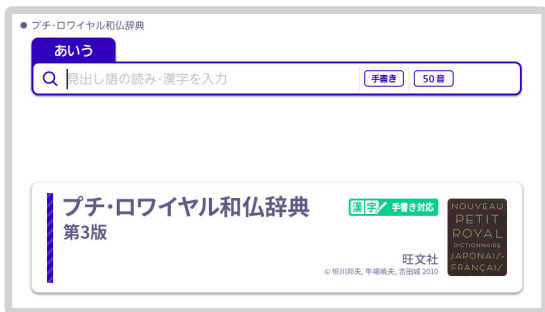 プチ・ロワイヤル和仏辞典
あいう
見出し語の読み・漢字を入力
手書き
50音
プチ・ロワイヤル和仏辞典
漢字 手書き対応
第3版
旺文社
© 恒川邦夫, 牛場暁夫, 吉田城 2010
NOUVEAU
PETIT
ROYAL
DICTIONNAIRE
JAPONAIS-
FRANÇAIS